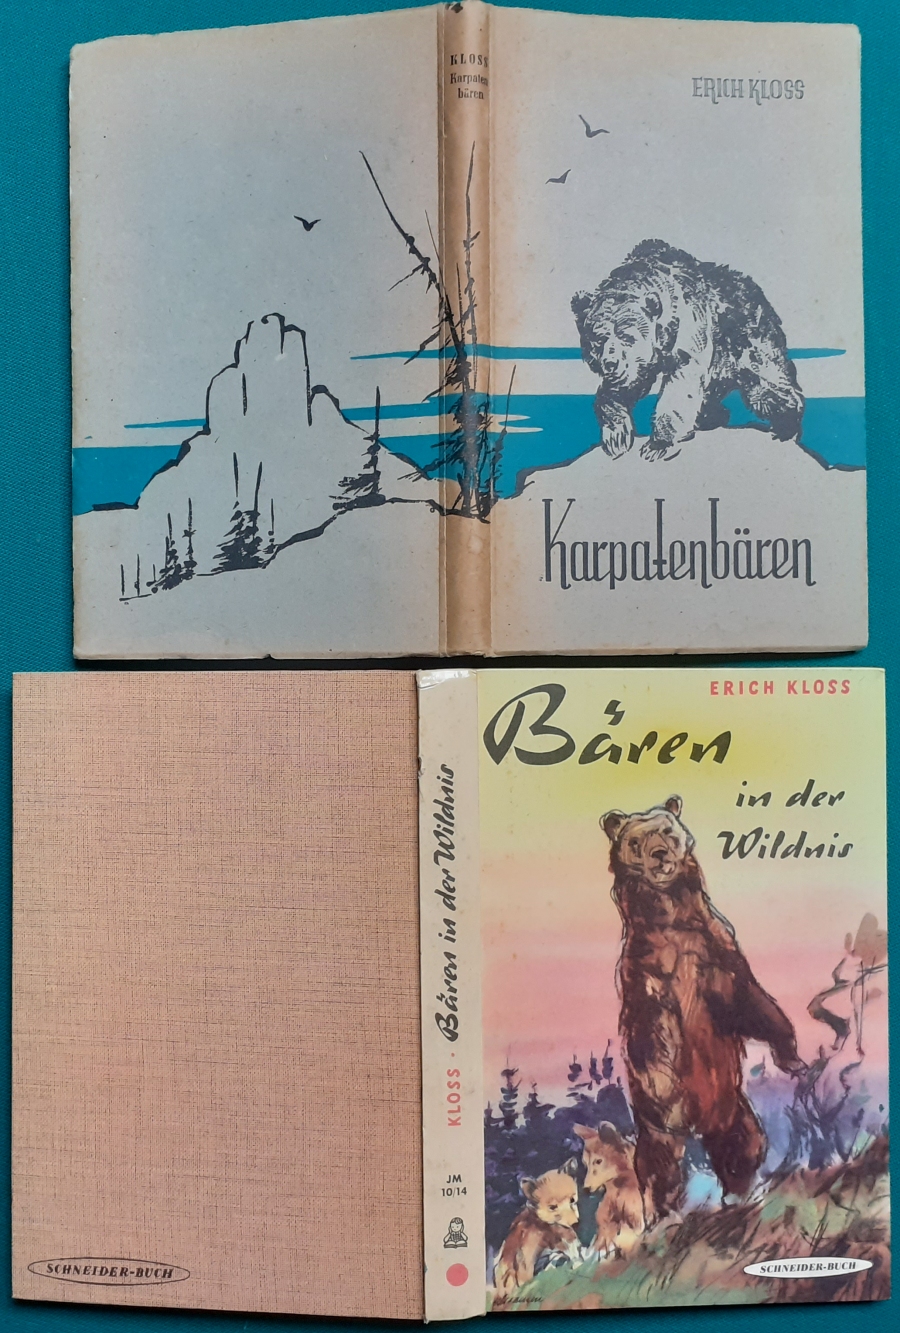 KLOSS
Karpaten
bären
ERICH KLOSS
Karpatenbären
ERICH KLOSS
Bären
in der
Wildnis
KLOSS · Bären in der Wildnis
JM
10/14
SCHNEIDER-BUCH
SCHNEIDER-BUCH